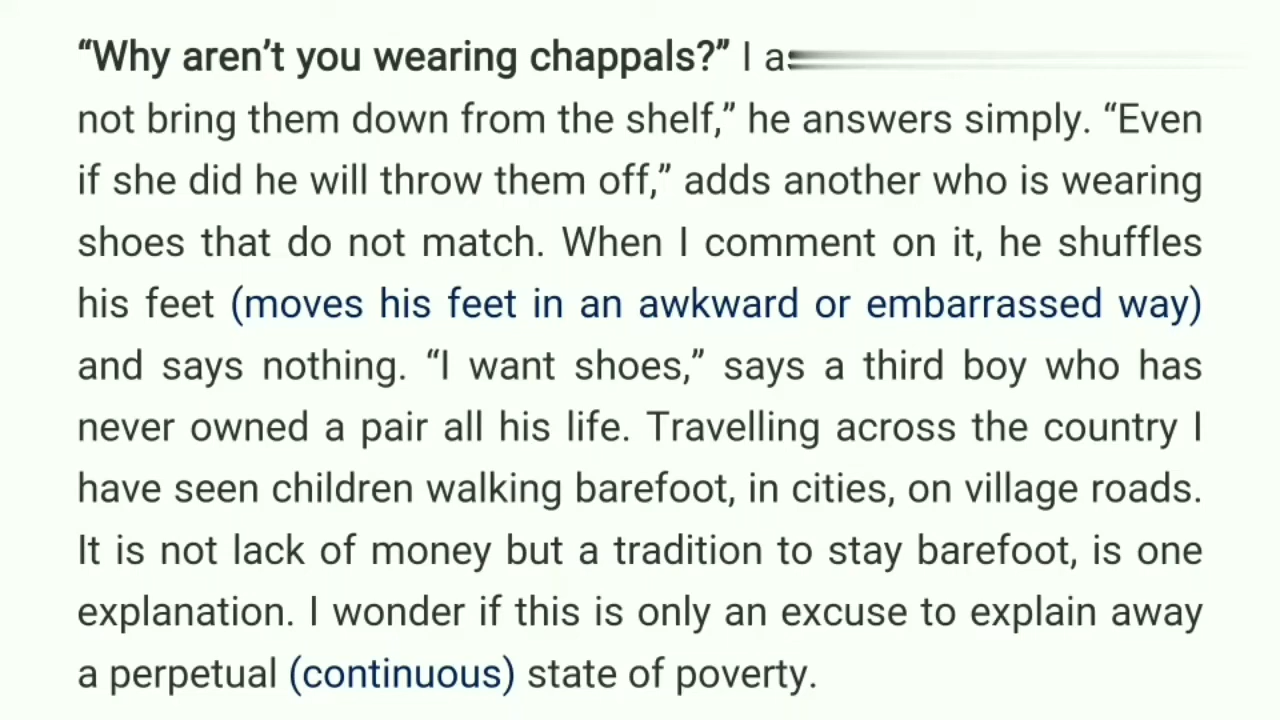 “Why aren’t you wearing chappals?” I
not bring them down from the shelf,” he answers simply. “Even
if she did he will throw them off,” adds another who is wearing
shoes that do not match. When I comment on it, he shuffles
his feet (moves his feet in an awkward or embarrassed way)
and says nothing. “I want shoes,” says a third boy who has
never owned a pair all his life. Travelling across the country I
have seen children walking barefoot, in cities, on village roads.
It is not lack of money but a tradition to stay barefoot, is one
explanation. I wonder if this is only an excuse to explain away
a perpetual (continuous) state of poverty.